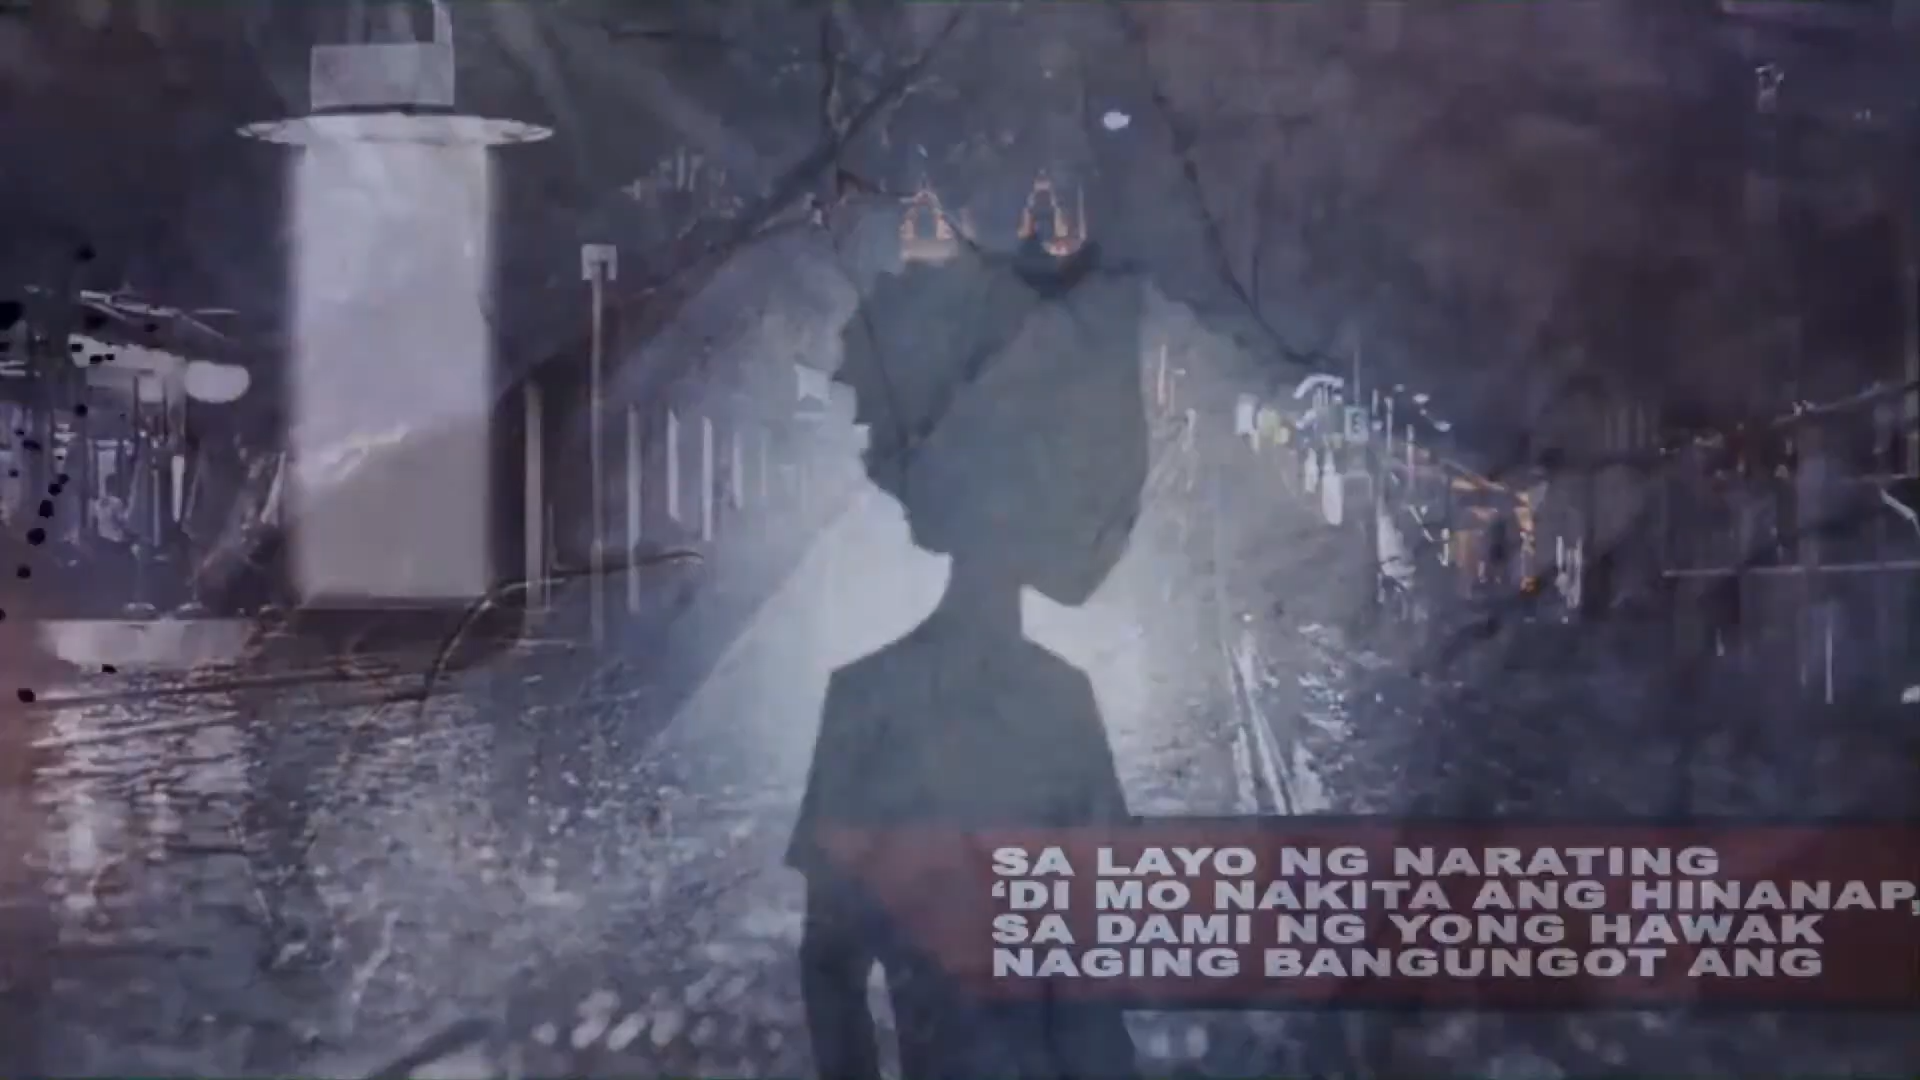 SA LAYO NG NARATING
‘DI MO NAKITA ANG HINANAP,
SA DAMI NG YONG HAWAK
NAGING BANGUNGOT ANG